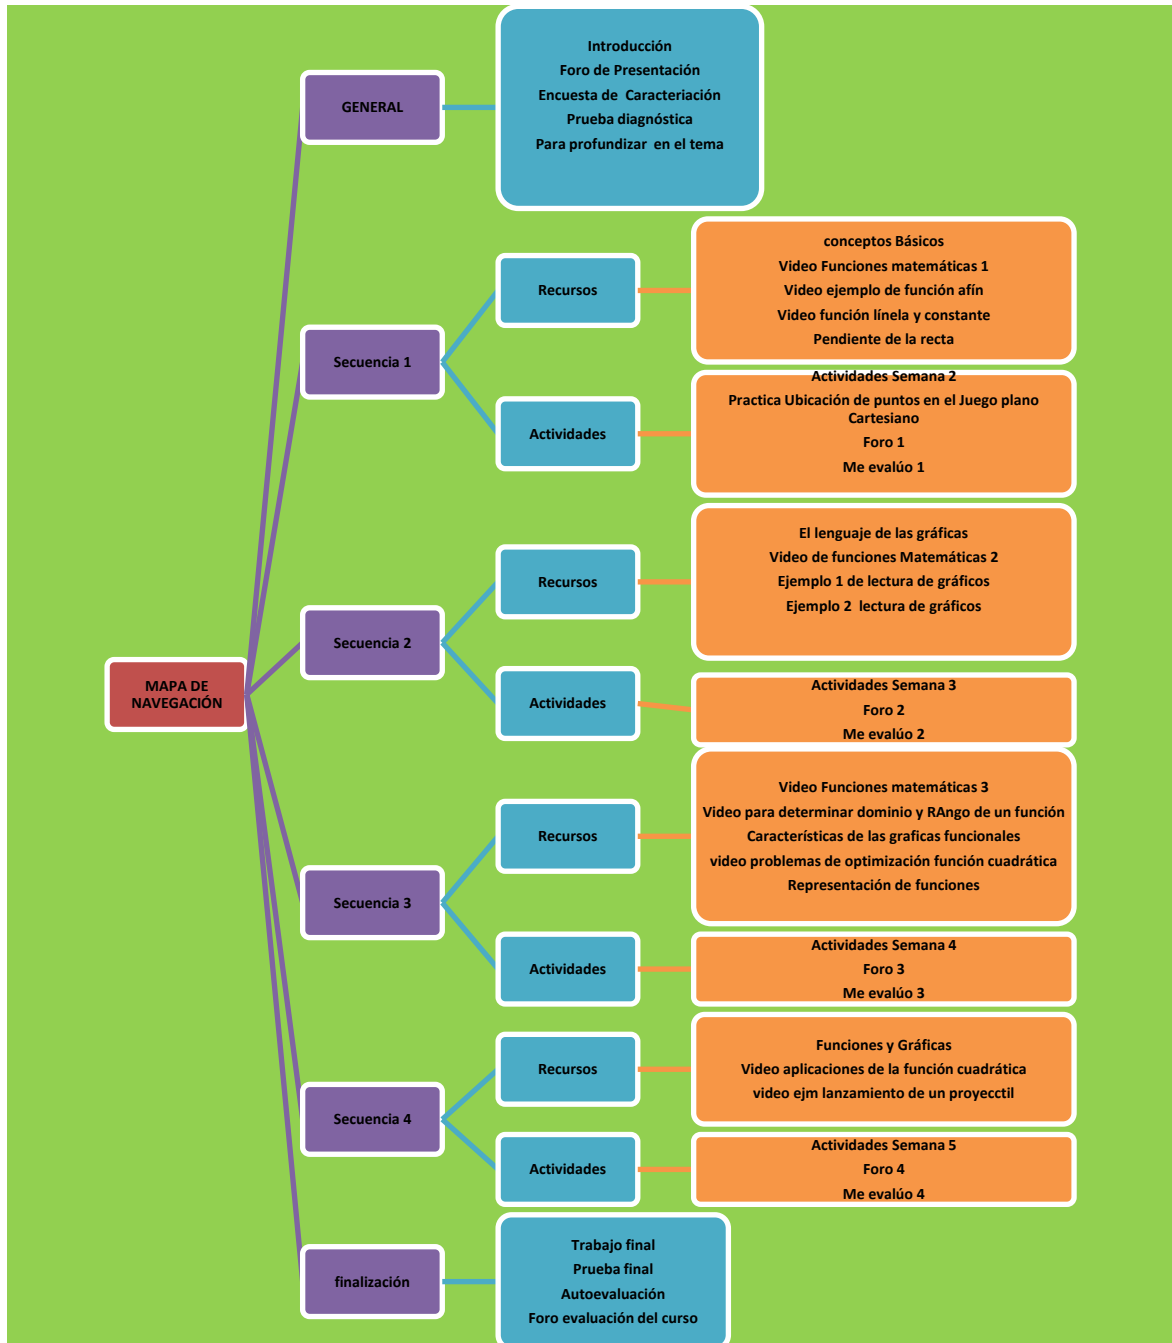 MAPA DE
NAVEGACIÓN
GENERAL
Introducción
Foro de Presentación
Encuesta de Caracteriación
Prueba diagnóstica
Para profundizar en el tema
Secuencia 1
Recursos
conceptos Básicos
Video Funciones matemáticas 1
Video ejemplo de función afín
Video función línela y constante
Pendiente de la recta
Actividades
Actividades Semana 2
Practica Ubicación de puntos en el Juego plano
Cartesiano
Foro 1
Me evalúo 1
Secuencia 2
Recursos
El lenguaje de las gráficas
Video de funciones Matemáticas 2
Ejemplo 1 de lectura de gráficos
Ejemplo 2 lectura de gráficos
Actividades
Actividades Semana 3
Foro 2
Me evalúo 2
Secuencia 3
Recursos
Video Funciones matemáticas 3
Video para determinar dominio y RAngo de un función
Características de las graficas funcionales
video problemas de optimización función cuadrática
Representación de funciones
Actividades
Actividades Semana 4
Foro 3
Me evalúo 3
Secuencia 4
Recursos
Funciones y Gráficas
Video aplicaciones de la función cuadrática
video ejm lanzamiento de un proyecctil
Actividades
Actividades Semana 5
Foro 4
Me evalúo 4
finalización
Trabajo final
Prueba final
Autoevaluación
Foro evaluación del curso